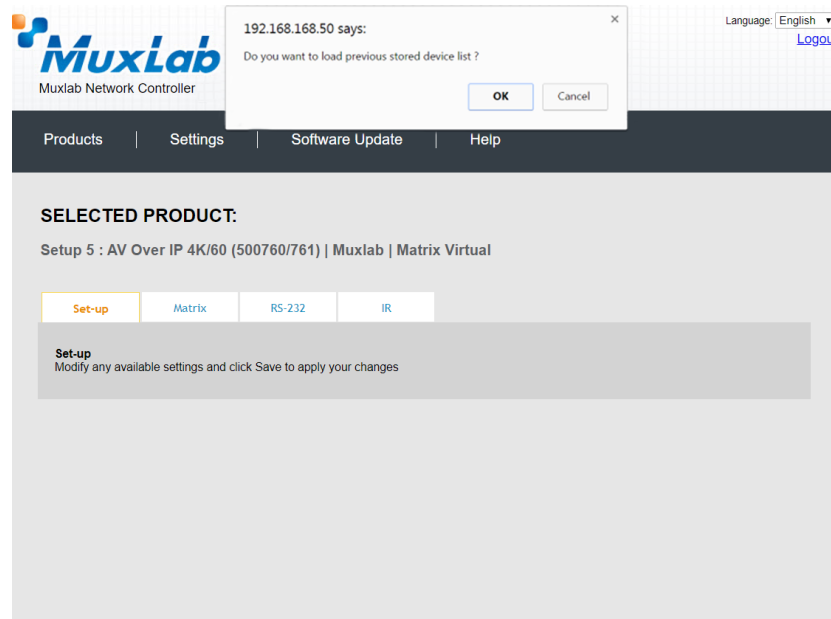 192.168.168.50 says:
Do you want to load previous stored device list ?
OK
Cancel
Language:
English
Logou
MuxLab
Muxlab Network Controller
Products
Settings
Software Update
Help
SELECTED PRODUCT:
Setup 5 : AV Over IP 4K/60 (500760/761) | Muxlab | Matrix Virtual
Set-up
Matrix
RS-232
IR
Set-up
Modify any available settings and click Save to apply your changes